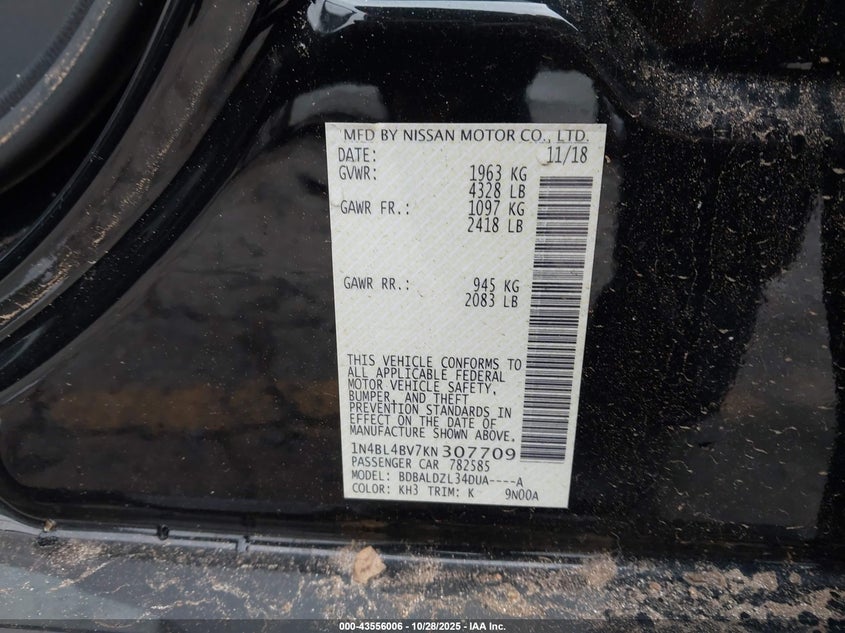 MFD BY NISSAN MOTOR CO., LTD.
DATE: 11/18
GVWR: 1963 KG
4328 LB
GAWR FR.: 1097 KG
2418 LB
GAWR RR.: 945 KG
2083 LB
THIS VEHICLE CONFORMS TO
ALL APPLICABLE FEDERAL
MOTOR VEHICLE SAFETY,
BUMPER, AND THEFT
PREVENTION STANDARDS IN
EFFECT ON THE DATE OF
MANUFACTURE SHOWN ABOVE.
1N4BL4BV7KN307709
PASSENGER CAR 782585
MODEL: BDBALDZL34DUA----A
COLOR: KH3 TRIM: K 9N00A
000-43556006 | 10/28/2025 - IAA Inc.